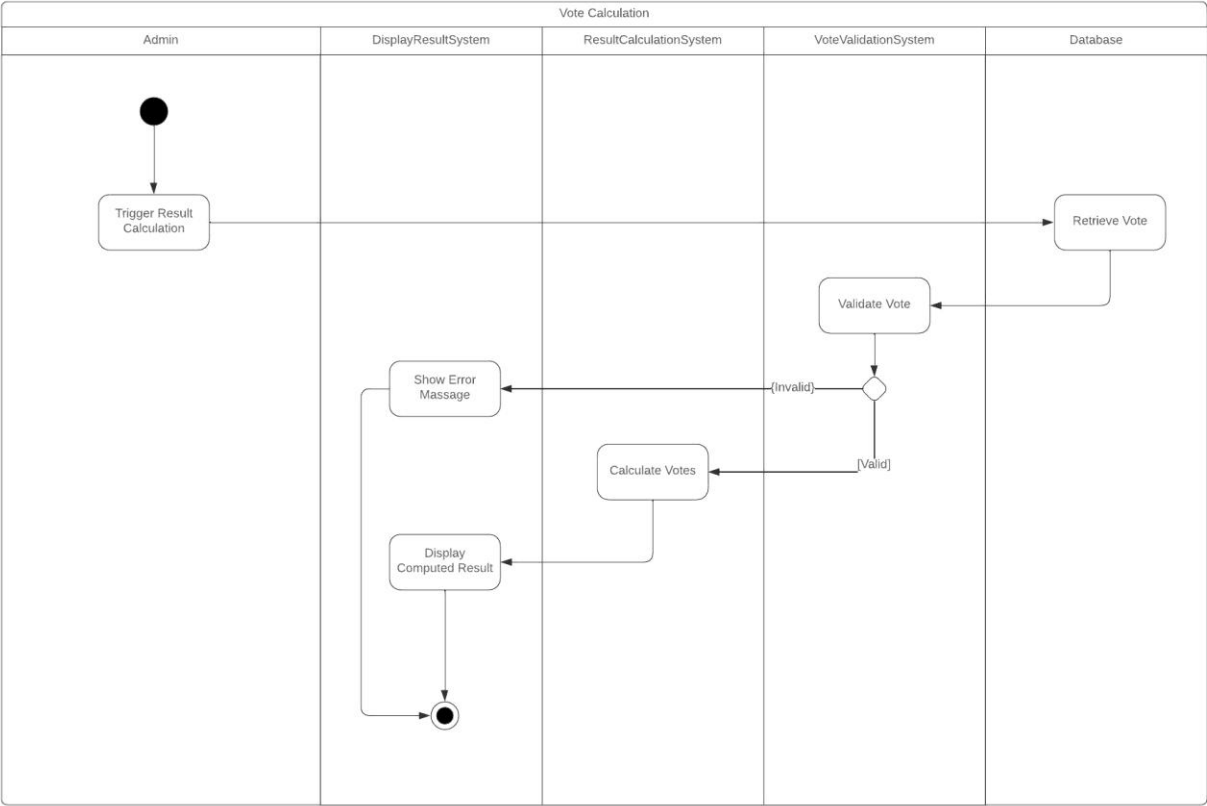 Vote Calculation
Admin
DisplayResultSystem
ResultCalculationSystem
VoteValidationSystem
Database
Trigger Result
Calculation
Retrieve Vote
Validate Vote
Show Error
Massage
{Invalid}
[Valid]
Calculate Votes
Display
Computed Result